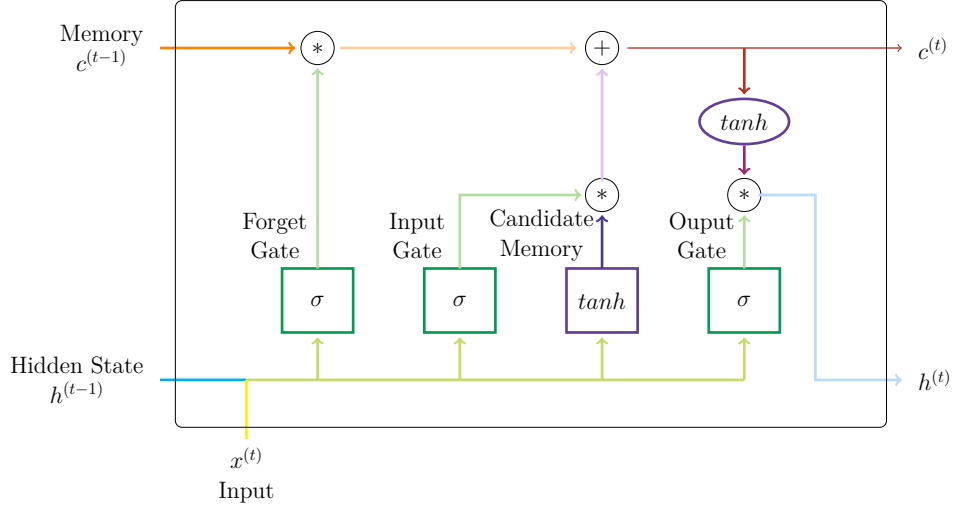 Memory
c^(t−1)
*
+
c^(t)
tanh
*
*
Forget
Gate
Input
Gate
Candidate
Memory
Ouput
Gate
σ
σ
tanh
σ
Hidden State
h^(t−1)
h^(t)
x^(t)
Input